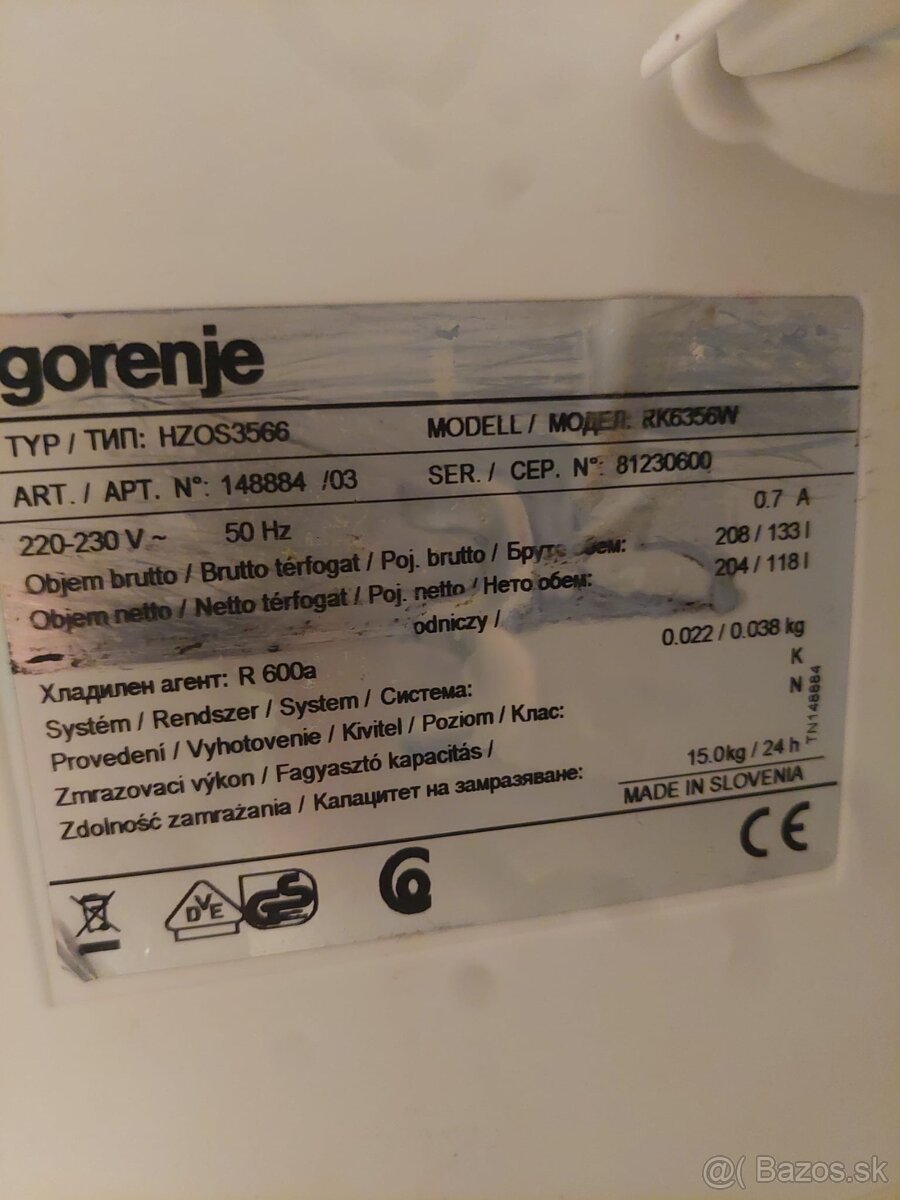 gorenje
TYP / ТИП: HZOS3566 MODELL / МОДЕЛ: RK6356W
ART. / АРТ. N°: 148884 /03 SER. / СЕР. N°: 81230600
220-230 V ~ 50 Hz 0.7 A
Objem brutto / Brutto térfogat / Poj. brutto / Бруто обем: 208 / 133 l
Objem netto / Netto térfogat / Poj. netto / Нето обем: 204 / 118 l
odniczy /
Хладилен агент: R 600a 0.022 / 0.038 kg
Systém / Rendszer / System / Система: K
Provedení / Vyhotovenie / Kivitel / Poziom / Клас: N
Zmrazovací výkon / Fagyasztó kapacitás /
Zdolność zamrażania / Капацитет на замразяване: 15.0kg / 24 h
TN148884
MADE IN SLOVENIA
DVE GS CE
@( Bazos.sk